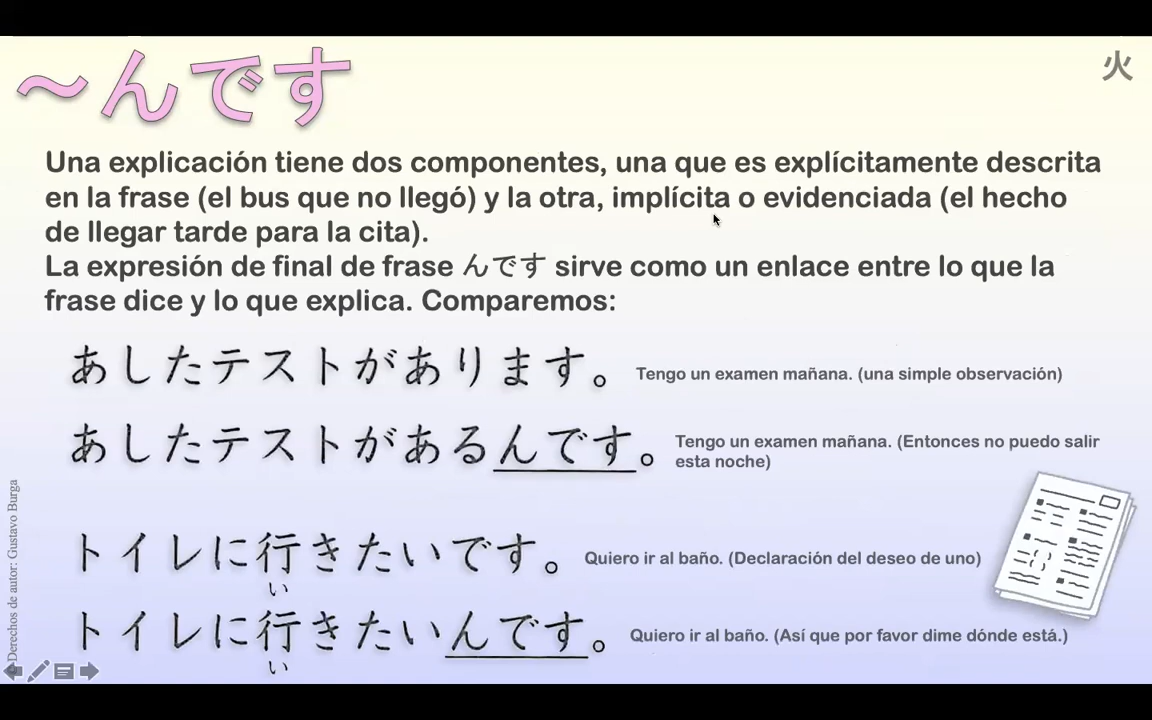 ～んです
火
Una explicación tiene dos componentes, una que es explícitamente descrita
en la frase (el bus que no llegó) y la otra, implícita o evidenciada (el hecho
de llegar tarde para la cita).
La expresión de final de frase んです sirve como un enlace entre lo que la
frase dice y lo que explica. Comparemos:
あしたテストがあります。 Tengo un examen mañana. (una simple observación)
あしたテストがあるんです。 Tengo un examen mañana. (Entonces no puedo salir
esta noche)
トイレに行きたいです。 Quiero ir al baño. (Declaración del deseo de uno)
い
トイレに行きたいんです。 Quiero ir al baño. (Así que por favor dime dónde está.)
い
©Derechos de autor: Gustavo Burga